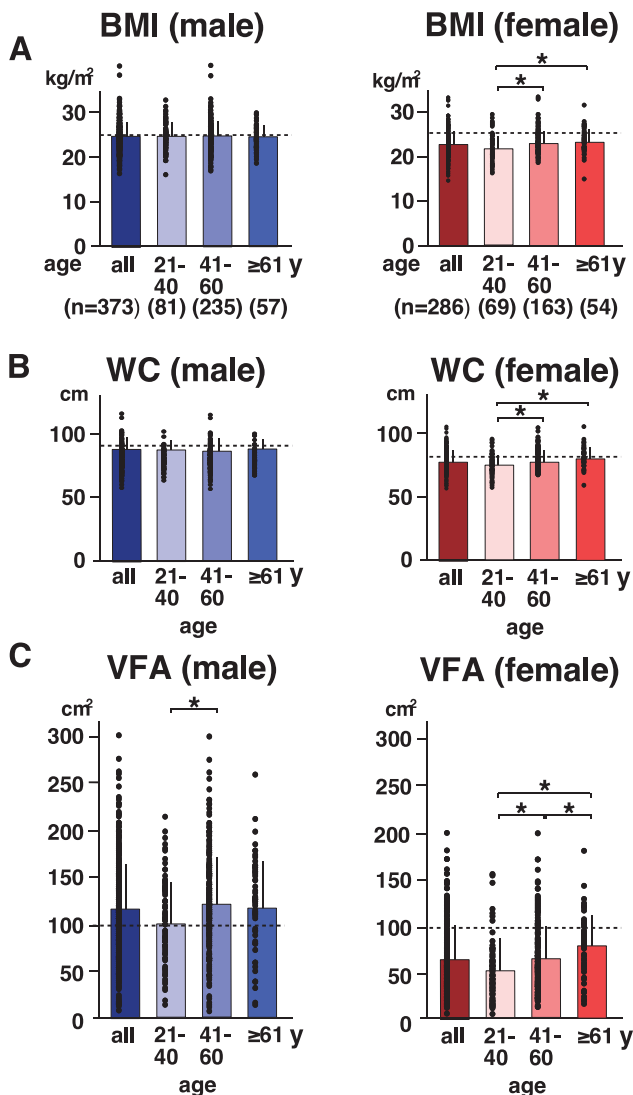 A
BMI (male)
kg/m²
30
20
10
0
age
all 21- 41- ≥61 y
40 60
(n=373) (81) (235) (57)
BMI (female)
kg/m²
*
*
30
20
10
0
age
all 21- 41- ≥61 y
40 60
(n=286) (69) (163) (54)
B
WC (male)
cm
100
50
0
all 21- 41- ≥61 y
40 60
age
WC (female)
cm
*
*
100
50
0
all 21- 41- ≥61 y
40 60
age
C
VFA (male)
cm²
*
300
250
200
150
100
50
0
all 21- 41- ≥61 y
40 60
age
VFA (female)
cm²
300
250
*
* *
200
150
100
50
0
all 21- 41- ≥61 y
40 60
age